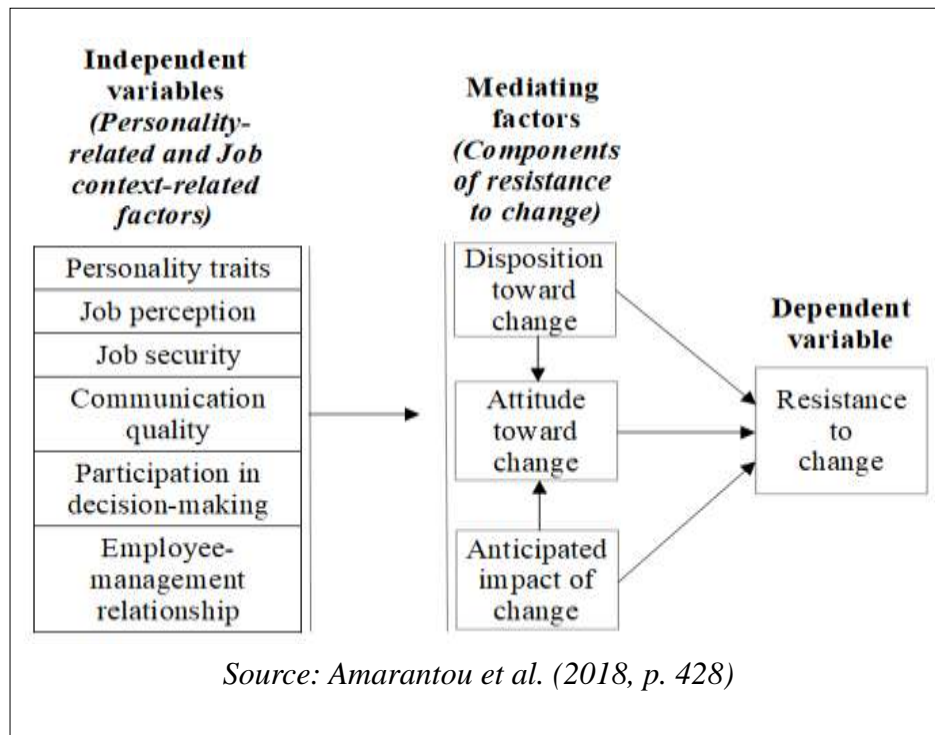 Independent
variables
(Personality-
related and Job
context-related
factors)
Personality traits
Job perception
Job security
Communication
quality
Participation in
decision-making
Employee-
management
relationship
Mediating
factors
(Components
of resistance
to change)
Disposition
toward
change
Attitude
toward
change
Anticipated
impact of
change
Dependent
variable
Resistance
to
change
Source: Amarantou et al. (2018, p. 428)